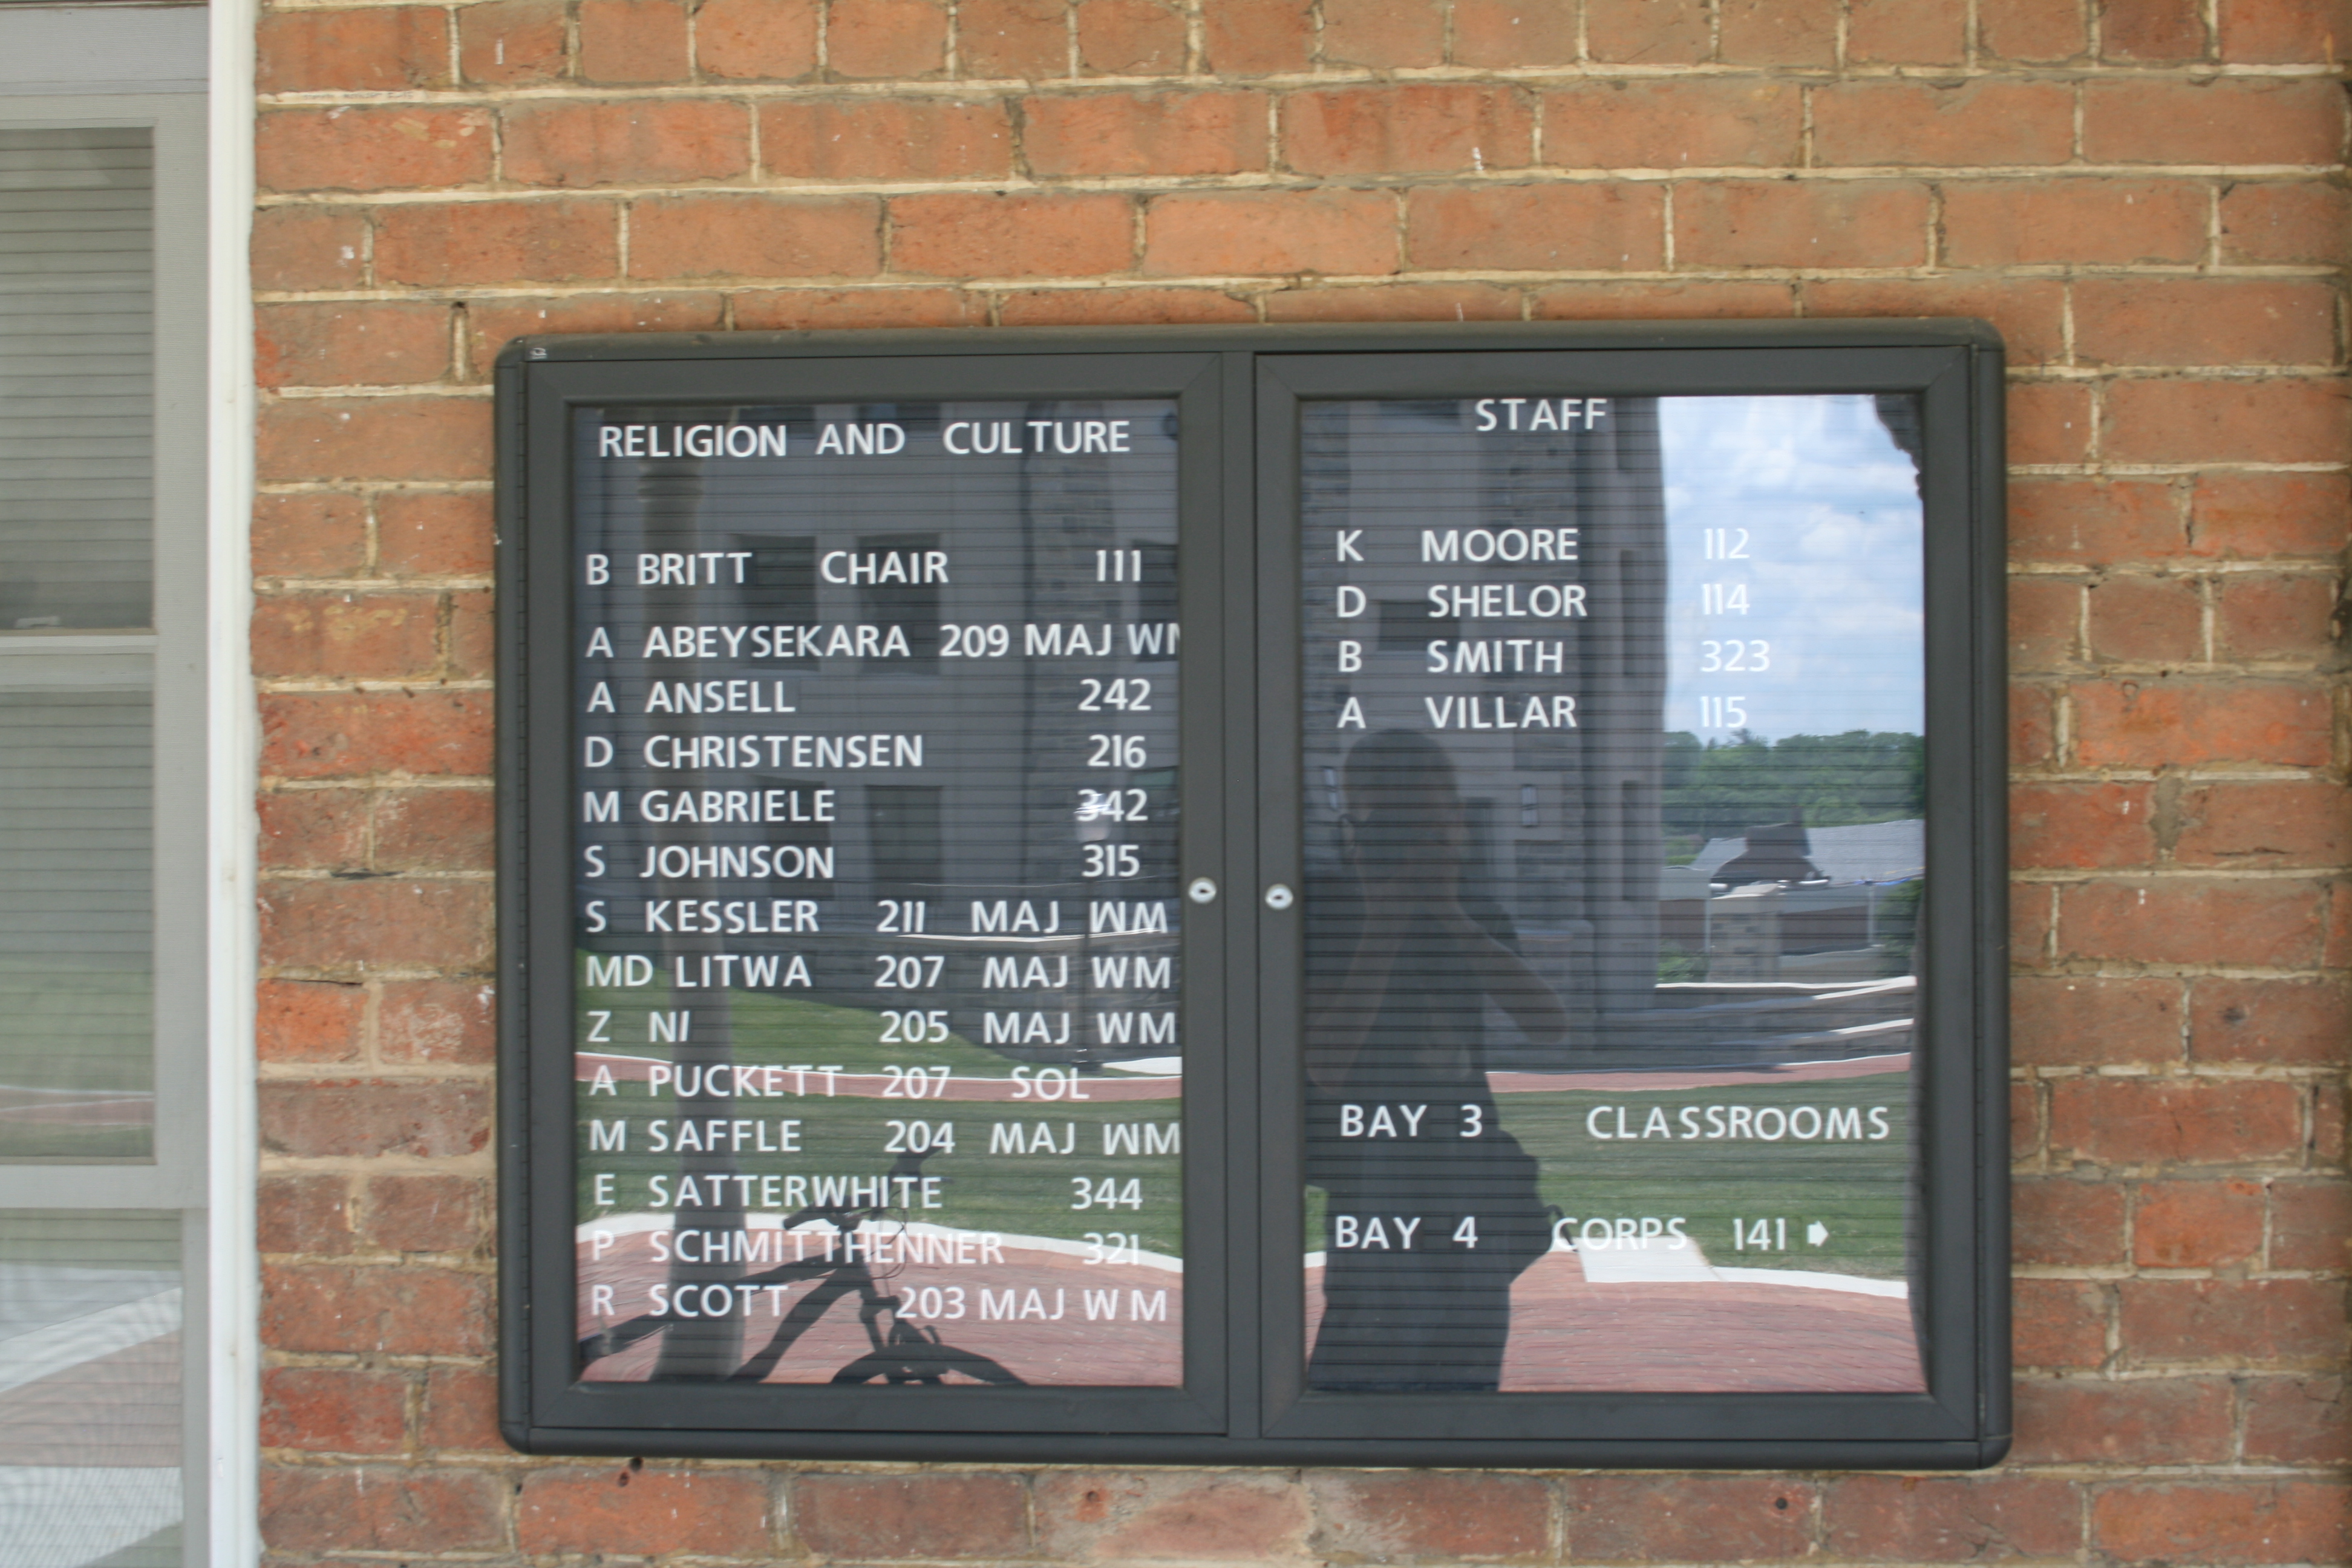 RELIGION AND CULTURE
B BRITT CHAIR 111
A ABEYSEKARA 209 MAJ WM
A ANSELL 242
D CHRISTENSEN 216
M GABRIELE 342
S JOHNSON 315
S KESSLER 211 MAJ WM
MD LITWA 207 MAJ WM
Z NI 205 MAJ WM
A PUCKETT 207 SOL
M SAFFLE 204 MAJ WM
E SATTERWHITE 344
P SCHMITTHENNER 321
R SCOTT 203 MAJ WM
STAFF
K MOORE 112
D SHELOR 114
B SMITH 323
A VILLAR 115
BAY 3 CLASSROOMS
BAY 4 CORPS 141